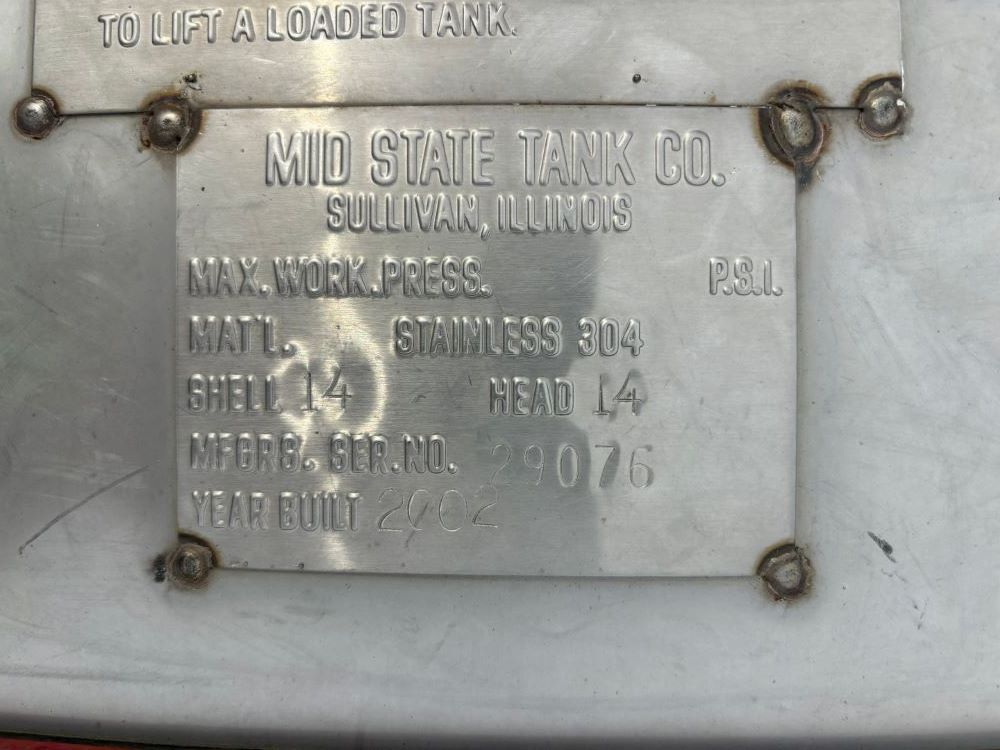 TO LIFT A LOADED TANK.
MID STATE TANK CO.
SULLIVAN, ILLINOIS
MAX. WORK. PRESS. P.S.I.
MAT'L. STAINLESS 304
SHELL 14 HEAD 14
MFGRS. SER. NO. 29076
YEAR BUILT 2002